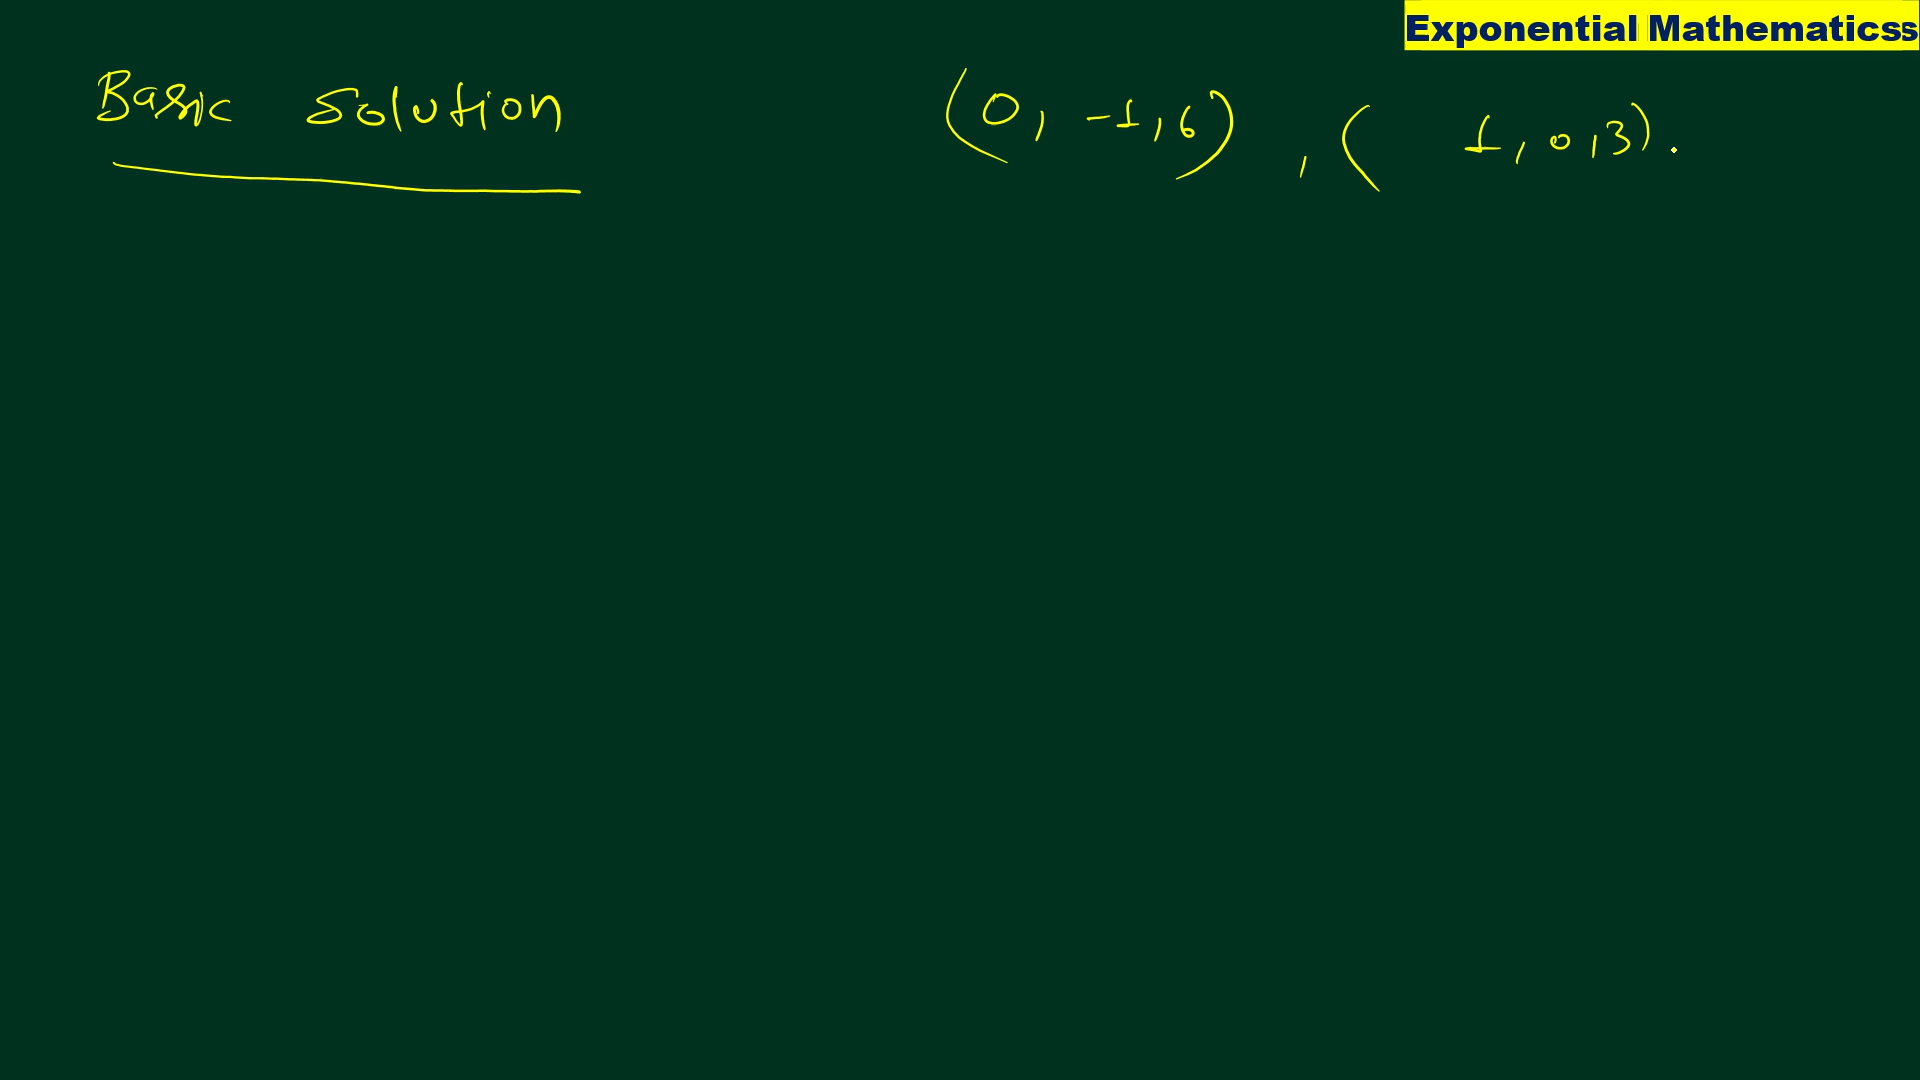 Exponential Mathematicss
Basic Solution (0, -1, 6), ( 1, 0, 3).